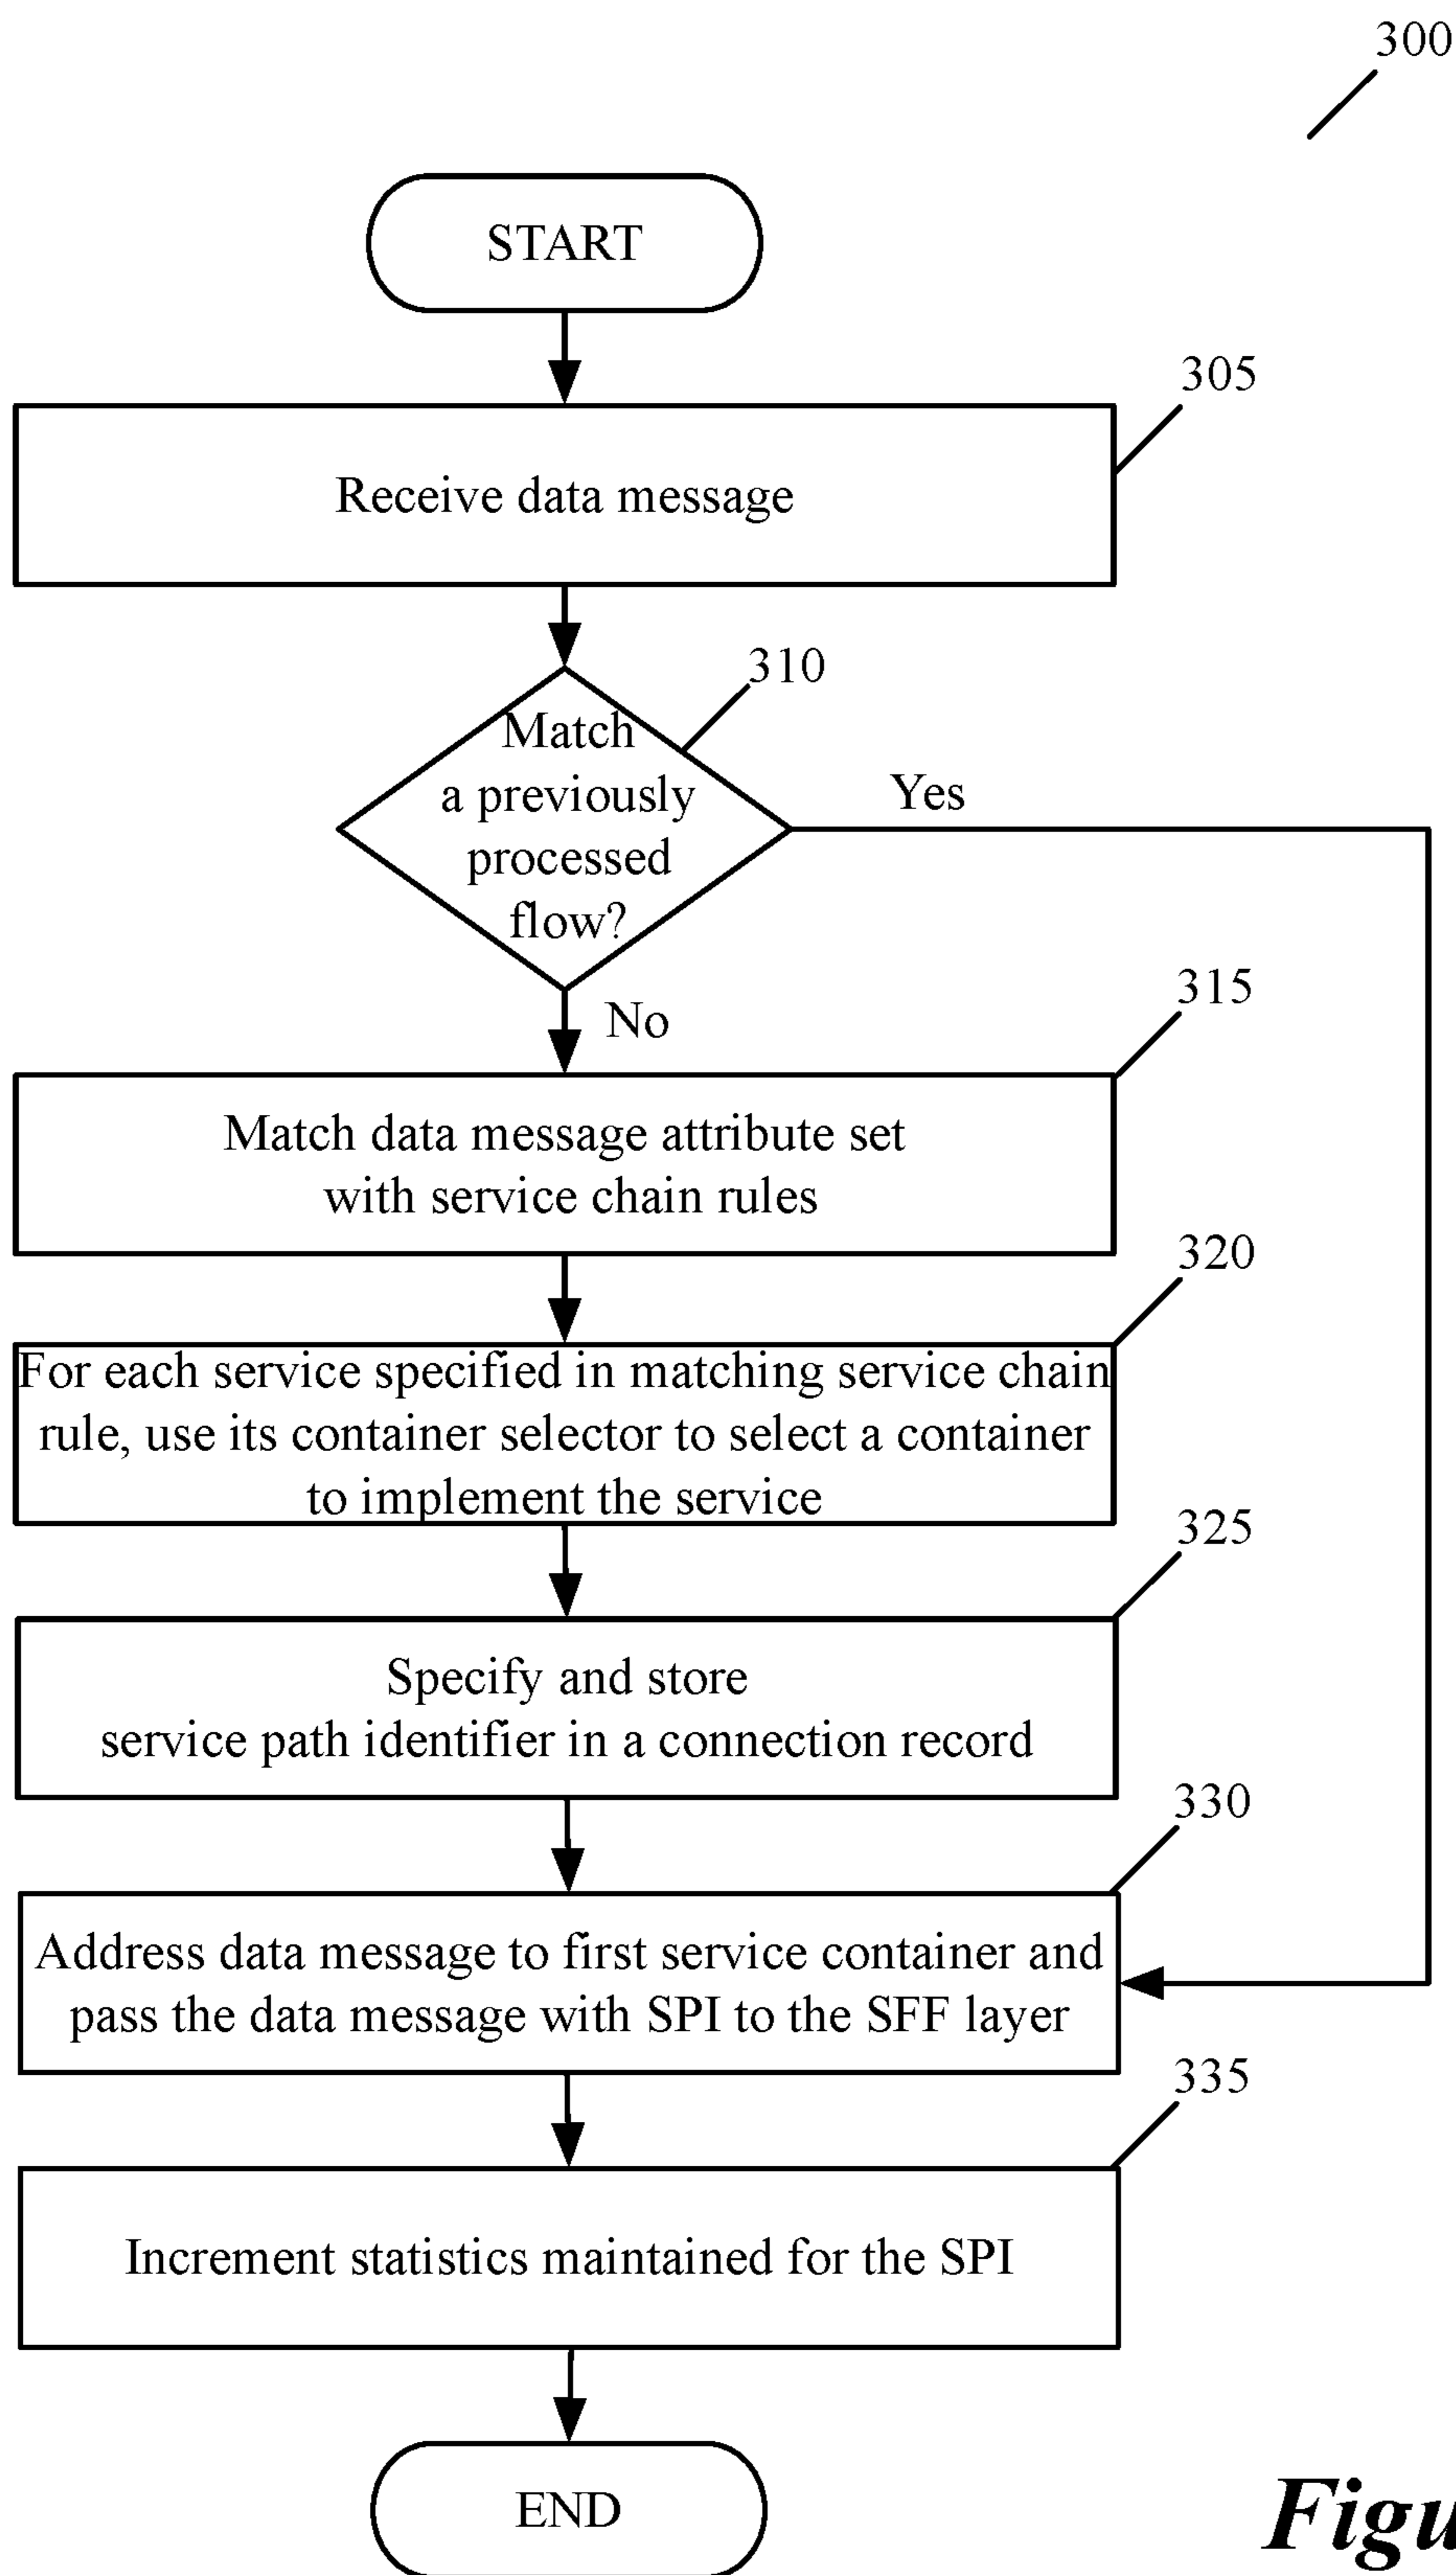 300
START
305
Receive data message
310
Match
a previously
processed
flow?
Yes
No
315
Match data message attribute set
with service chain rules
320
For each service specified in matching service chain
rule, use its container selector to select a container
to implement the service
325
Specify and store
service path identifier in a connection record
330
Address data message to first service container and
pass the data message with SPI to the SFF layer
335
Increment statistics maintained for the SPI
END